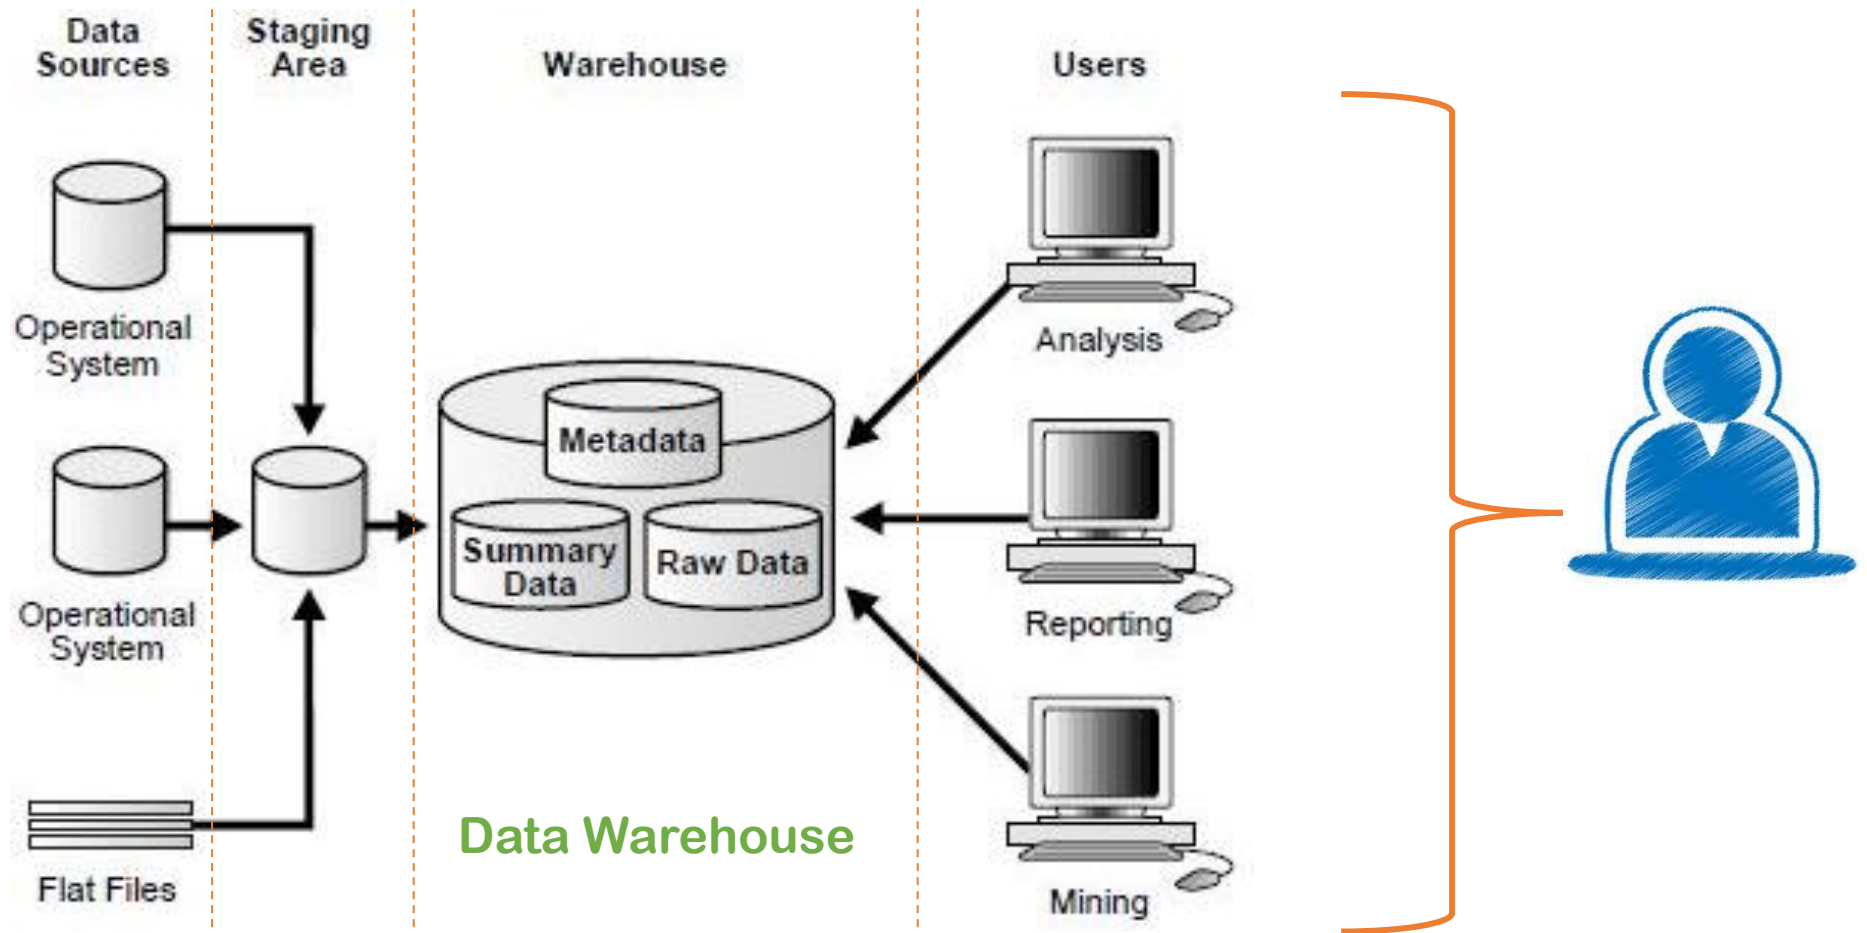 Data
Sources
Staging
Area
Warehouse
Users
Operational
System
Operational
System
Flat Files
Metadata
Summary
Data
Raw Data
Data Warehouse
Analysis
Reporting
Mining